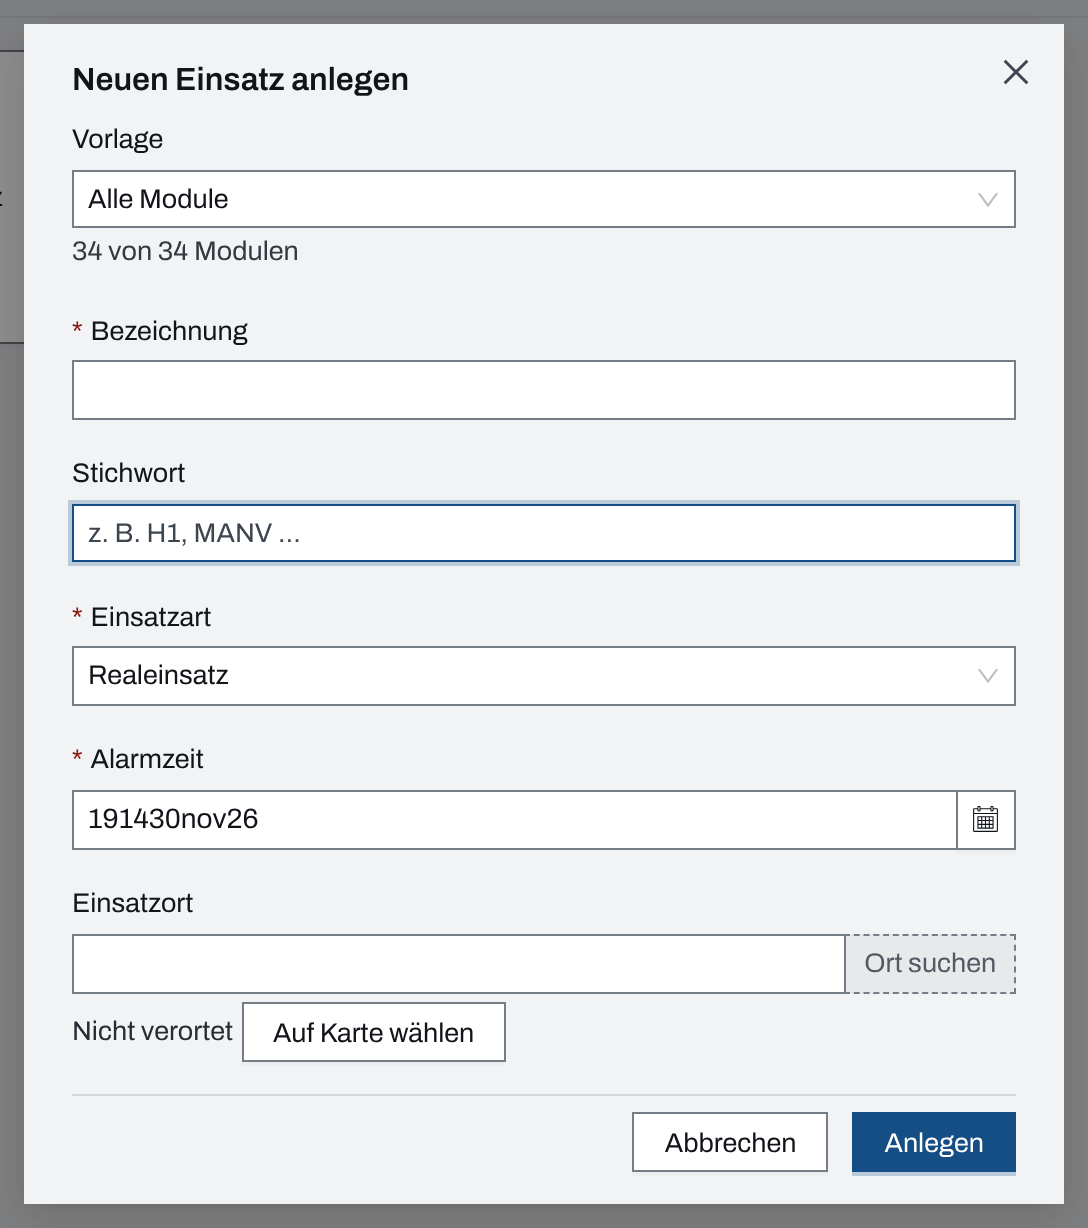 Neuen Einsatz anlegen
Vorlage
Alle Module
34 von 34 Modulen
* Bezeichnung
Stichwort
z. B. H1, MANV ...
* Einsatzart
Realeinsatz
* Alarmzeit
191430nov26
Einsatzort
Ort suchen
Nicht verortet Auf Karte wählen
Abbrechen Anlegen